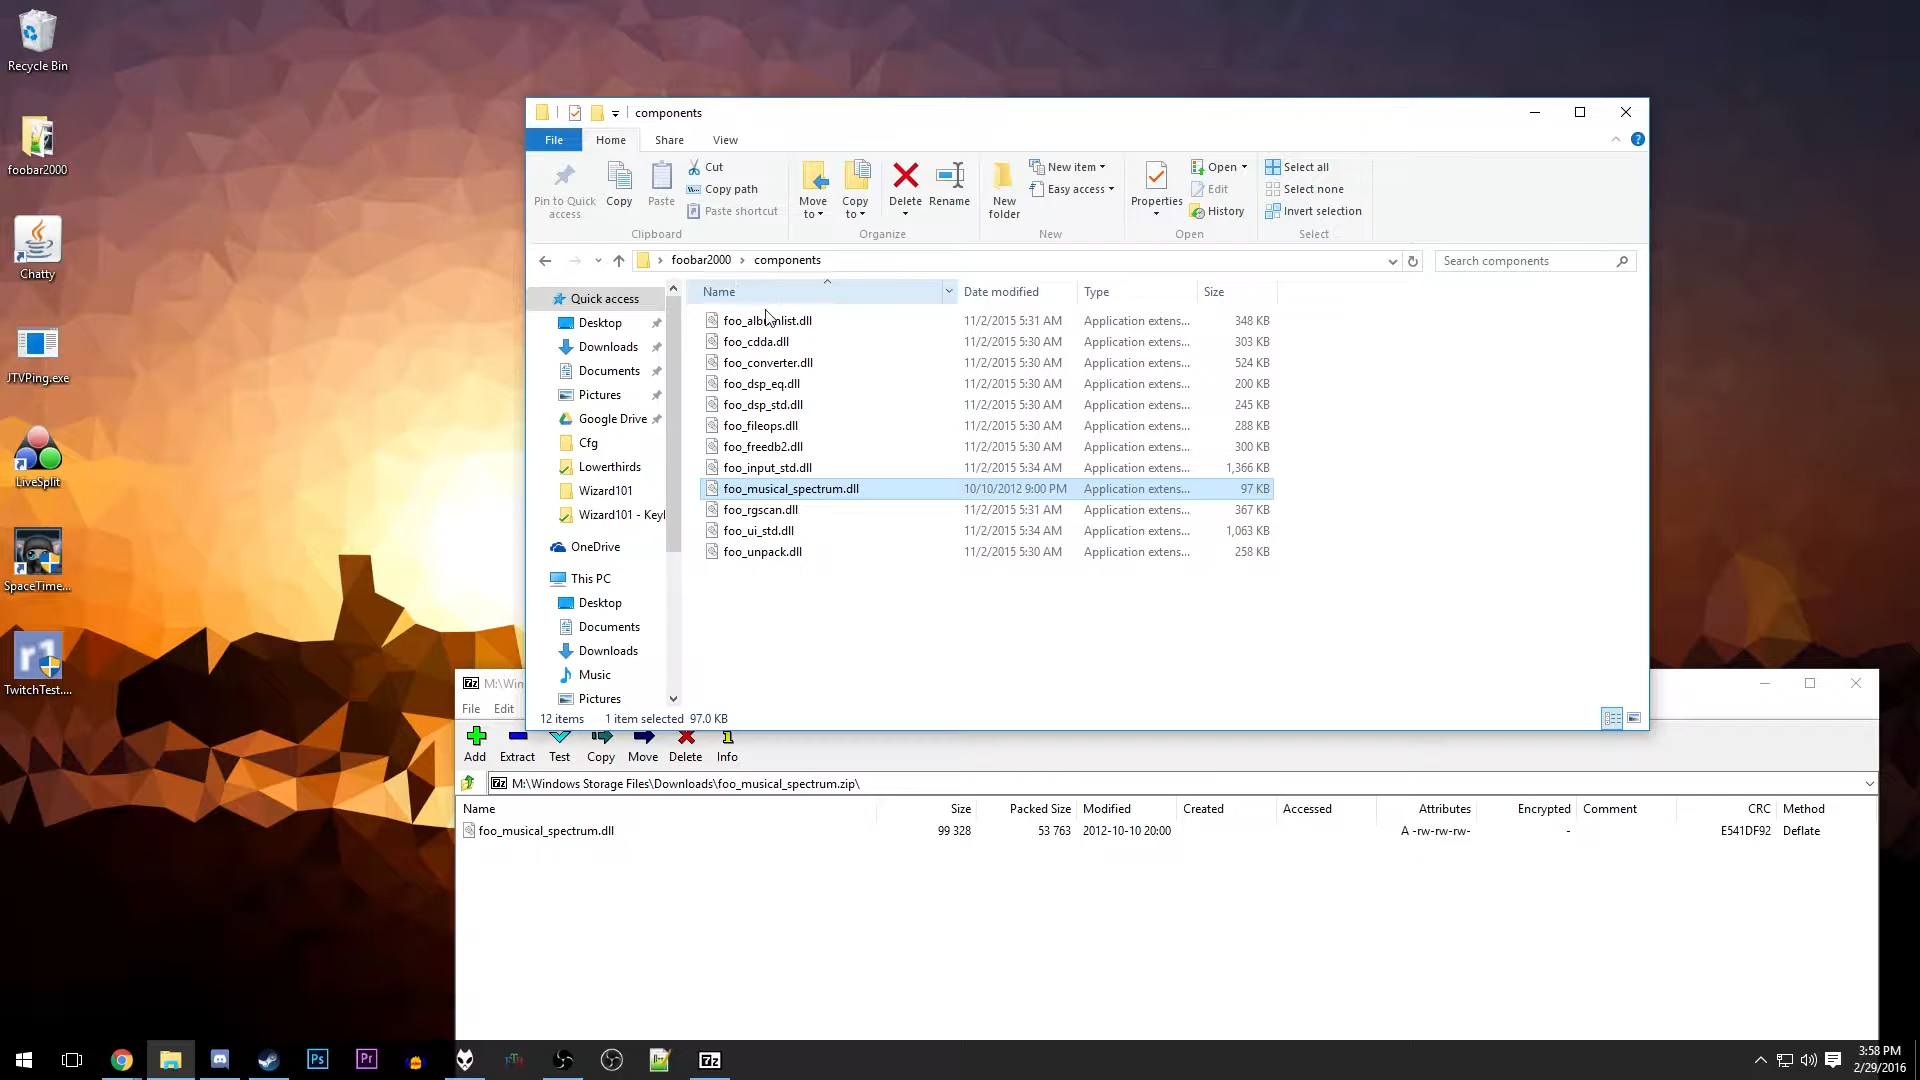 Recycle Bin
foobar2000
Chatty
JTVPing.exe
LiveSplit
SpaceTime...
TwitchTest....
components
File Home Share View
Pin to Quick access
Copy
Paste
Cut
Copy path
Paste shortcut
Clipboard
Move to
Copy to
Delete
Rename
Organize
New folder
New item
Easy access
New
Properties
Open
Edit
History
Open
Select all
Select none
Invert selection
Select
foobar2000 components
Search components
Quick access
Desktop
Downloads
Documents
Pictures
Google Drive
Cfg
Lowerthirds
Wizard101
Wizard101 - Keyl
OneDrive
This PC
Desktop
Documents
Downloads
Music
Pictures
Name Date modified Type Size
foo_albumlist.dll 11/2/2015 5:31 AM Application extens... 348 KB
foo_cdda.dll 11/2/2015 5:30 AM Application extens... 303 KB
foo_converter.dll 11/2/2015 5:30 AM Application extens... 524 KB
foo_dsp_eq.dll 11/2/2015 5:30 AM Application extens... 200 KB
foo_dsp_std.dll 11/2/2015 5:30 AM Application extens... 245 KB
foo_fileops.dll 11/2/2015 5:30 AM Application extens... 288 KB
foo_freedb2.dll 11/2/2015 5:30 AM Application extens... 300 KB
foo_input_std.dll 11/2/2015 5:34 AM Application extens... 1,366 KB
foo_musical_spectrum.dll 10/10/2012 9:00 PM Application extens... 97 KB
foo_rgscan.dll 11/2/2015 5:31 AM Application extens... 367 KB
foo_ui_std.dll 11/2/2015 5:34 AM Application extens... 1,063 KB
foo_unpack.dll 11/2/2015 5:30 AM Application extens... 258 KB
12 items 1 item selected 97.0 KB
7z M:\Win
File Edit
Add Extract Test Copy Move Delete Info
7z M:\Windows Storage Files\Downloads\foo_musical_spectrum.zip\
Name Size Packed Size Modified Created Accessed Attributes Encrypted Comment CRC Method
foo_musical_spectrum.dll 99 328 53 763 2012-10-10 20:00 A -rw-rw-rw- - E541DF92 Deflate
Ps Pr 7z
3:58 PM
2/29/2016